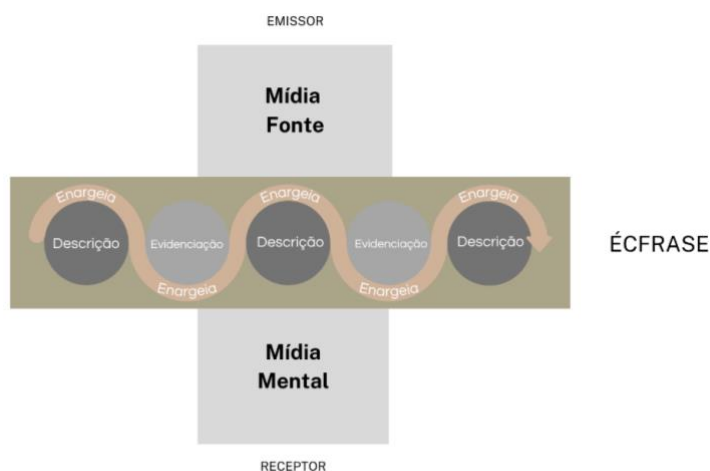 EMISSOR
Mídia
Fonte
Enargeia
Enargeia
Enargeia
Descrição
Evidenciação
Descrição
Evidenciação
Descrição
ÉCFRASE
Enargeia
Enargeia
Mídia
Mental
RECEPTOR